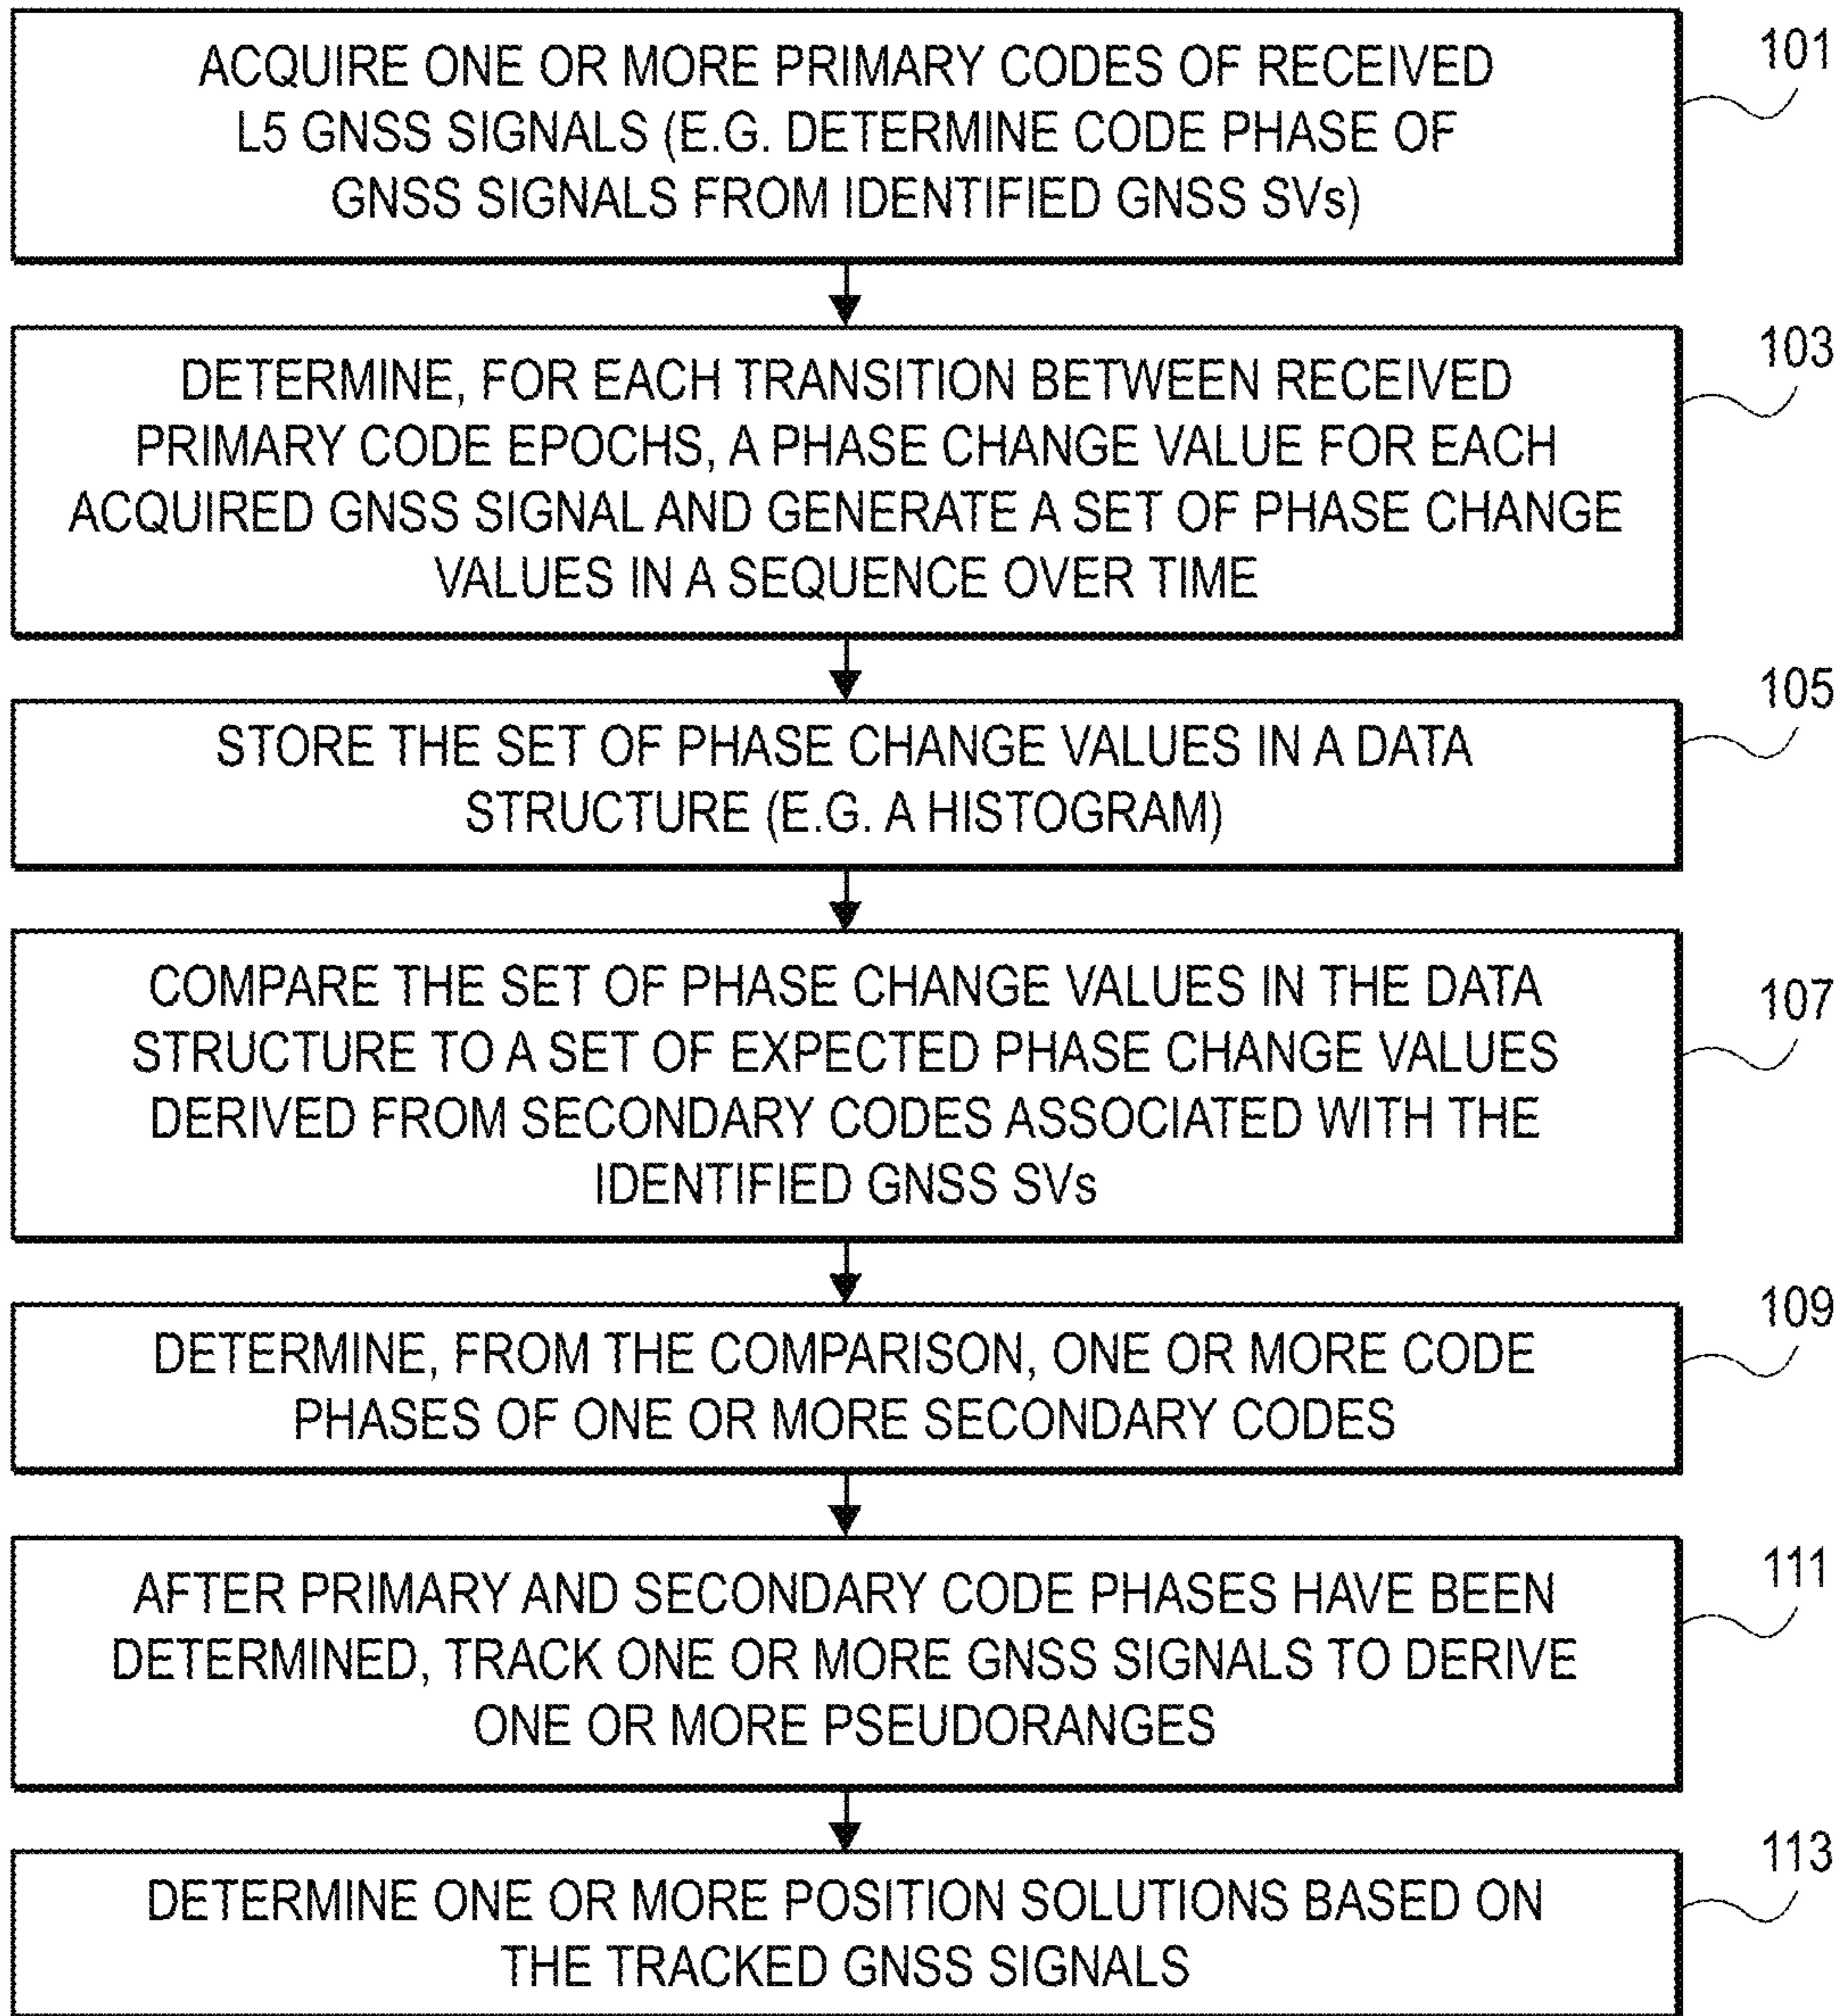 ACQUIRE ONE OR MORE PRIMARY CODES OF RECEIVED
L5 GNSS SIGNALS (E.G. DETERMINE CODE PHASE OF
GNSS SIGNALS FROM IDENTIFIED GNSS SVs)
101
DETERMINE, FOR EACH TRANSITION BETWEEN RECEIVED
PRIMARY CODE EPOCHS, A PHASE CHANGE VALUE FOR EACH
ACQUIRED GNSS SIGNAL AND GENERATE A SET OF PHASE CHANGE
VALUES IN A SEQUENCE OVER TIME
103
STORE THE SET OF PHASE CHANGE VALUES IN A DATA
STRUCTURE (E.G. A HISTOGRAM)
105
COMPARE THE SET OF PHASE CHANGE VALUES IN THE DATA
STRUCTURE TO A SET OF EXPECTED PHASE CHANGE VALUES
DERIVED FROM SECONDARY CODES ASSOCIATED WITH THE
IDENTIFIED GNSS SVs
107
DETERMINE, FROM THE COMPARISON, ONE OR MORE CODE
PHASES OF ONE OR MORE SECONDARY CODES
109
AFTER PRIMARY AND SECONDARY CODE PHASES HAVE BEEN
DETERMINED, TRACK ONE OR MORE GNSS SIGNALS TO DERIVE
ONE OR MORE PSEUDORANGES
111
DETERMINE ONE OR MORE POSITION SOLUTIONS BASED ON
THE TRACKED GNSS SIGNALS
113